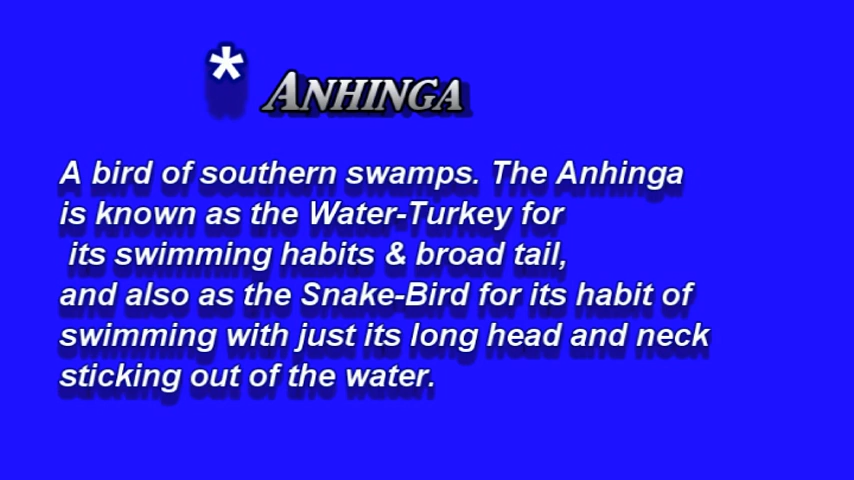 * ANHINGA
A bird of southern swamps. The Anhinga
is known as the Water-Turkey for
its swimming habits & broad tail,
and also as the Snake-Bird for its habit of
swimming with just its long head and neck
sticking out of the water.